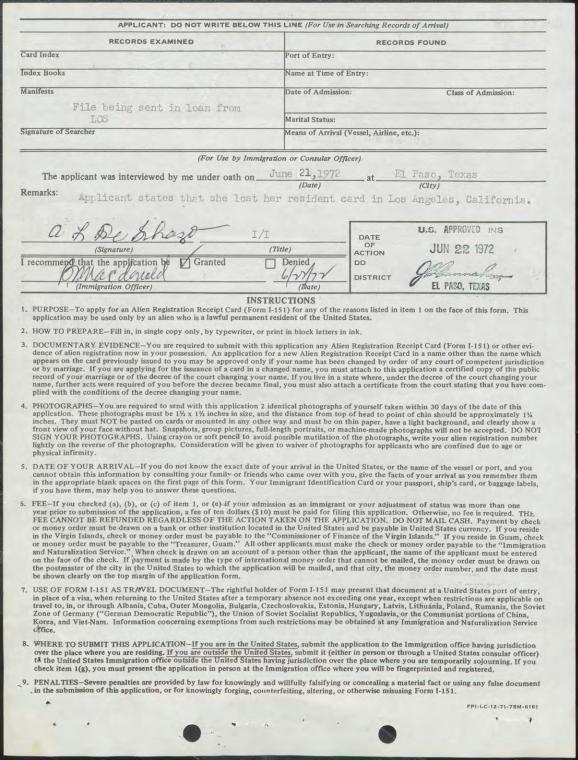 APPLICANT: DO NOT WRITE BELOW THIS LINE (For Use in Searching Records of Arrival)
RECORDS EXAMINED
RECORDS FOUND
Card Index
Port of Entry:
Index Books
Name at Time of Entry:
Manifests
Date of Admission:
Class of Admission:
File being sent in loan from
LOS
Marital Status:
Signature of Searcher
Means of Arrival (Vessel, Airline, etc.):
(For Use by Immigration or Consular Officer)
The applicant was interviewed by me under oath on June 21, 1972 at El Paso, Texas
(Date) (City)
Remarks:
Applicant states that she lost her resident card in Los Angeles, California.
I/I
(Signature) (Title)
I recommend that the application be Granted Denied
BMacdonald 6/22/72
(Immigration Officer) (Date)
DATE
OF
ACTION
DD
DISTRICT
U.S. APPROVED INS
JUN 22 1972
EL PASO, TEXAS
INSTRUCTIONS
1. PURPOSE—To apply for an Alien Registration Receipt Card (Form I-151) for any of the reasons listed in item 1 on the face of this form. This
application may be used only by an alien who is a lawful permanent resident of the United States.
2. HOW TO PREPARE—Fill in, in single copy only, by typewriter, or print in block letters in ink.
3. DOCUMENTARY EVIDENCE—You are required to submit with this application any Alien Registration Receipt Card (Form I-151) or other evi-
dence of alien registration now in your possession. An application for a new Alien Registration Receipt Card in a name other than the name which
appears on the card previously issued to you may be approved only if your name has been changed by order of any court of competent jurisdiction
or by marriage. If you are applying for the issuance of a card in a changed name, you must attach to this application a certified copy of the public
record of your marriage or of the decree of the court changing your name. If you live in a state where, under the decree of the court changing your
name, further acts were required of you before the decree became final, you must also attach a certificate from the court stating that you have com-
plied with the conditions of the decree changing your name.
4. PHOTOGRAPHS—You are required to send with this application 2 identical photographs of yourself taken within 30 days of the date of this
application. These photographs must be 1½ x 1½ inches in size, and the distance from top of head to point of chin should be approximately 1¼
inches. They must NOT be pasted on cards or mounted in any other way and must be on thin paper, have a light background, and clearly show a
front view of your face without hat. Snapshots, group pictures, full-length portraits, or machine-made photographs will not be accepted. DO NOT
SIGN YOUR PHOTOGRAPHS. Using crayon or soft pencil to avoid possible mutilation of the photographs, write your alien registration number
lightly on the reverse of the photographs. Consideration will be given to waiver of photographs for applicants who are confined due to age or
physical infirmity.
5. DATE OF YOUR ARRIVAL—If you do not know the exact date of your arrival in the United States, or the name of the vessel or port, and you
cannot obtain this information by consulting your family or friends who came over with you, give the facts of your arrival as you remember them
in the appropriate blank spaces on the first page of this form. Your Immigrant Identification Card or your passport, ship's card, or baggage labels,
if you have them, may help you to answer these questions.
6. FEE—If you checked (a), (b), or (c) of item 1, or (e) if your admission as an immigrant or your adjustment of status was more than one
year prior to submission of the application, a fee of ten dollars ($10) must be paid for filing this application. Otherwise, no fee is required. THE
FEE CANNOT BE REFUNDED REGARDLESS OF THE ACTION TAKEN ON THE APPLICATION. DO NOT MAIL CASH. Payment by check
or money order must be drawn on a bank or other institution located in the United States and be payable in United States currency. If you reside
in the Virgin Islands, check or money order must be payable to the "Commissioner of Finance of the Virgin Islands." If you reside in Guam, check
or money order must be payable to the "Treasurer, Guam." All other applicants must make the check or money order payable to the "Immigration
and Naturalization Service." When check is drawn on an account of a person other than the applicant, the name of the applicant must be entered
on the face of the check. If payment is made by the type of international money order that cannot be mailed, the money order must be drawn on
the postmaster of the city in the United States to which the application will be mailed, and that city, the money order number, and the date must
be shown clearly on the top margin of the application form.
7. USE OF FORM I-151 AS TRAVEL DOCUMENT—The rightful holder of Form I-151 may present that document at a United States port of entry,
in place of a visa, when returning to the United States after a temporary absence not exceeding one year, except when restrictions are applicable on
travel to, in, or through Albania, Cuba, Outer Mongolia, Bulgaria, Czechoslovakia, Estonia, Hungary, Latvia, Lithuania, Poland, Rumania, the Soviet
Zone of Germany ("German Democratic Republic"), the Union of Soviet Socialist Republics, Yugoslavia, or the Communist portions of China,
Korea, and Viet-Nam. Information concerning exemptions from such restrictions may be obtained at any Immigration and Naturalization Service
office.
8. WHERE TO SUBMIT THIS APPLICATION—If you are in the United States, submit the application to the Immigration office having jurisdiction
over the place where you are residing. If you are outside the United States, submit it (either in person or through a United States consular officer)
to the United States Immigration office outside the United States having jurisdiction over the place where you are temporarily sojourning. If you
check item 1(g), you must present the application in person at the Immigration office where you will be fingerprinted and registered.
9. PENALTIES—Severe penalties are provided by law for knowingly and willfully falsifying or concealing a material fact or using any false document
in the submission of this application, or for knowingly forging, counterfeiting, altering, or otherwise misusing Form I-151.
FPI-LC-12-71-75M-6161